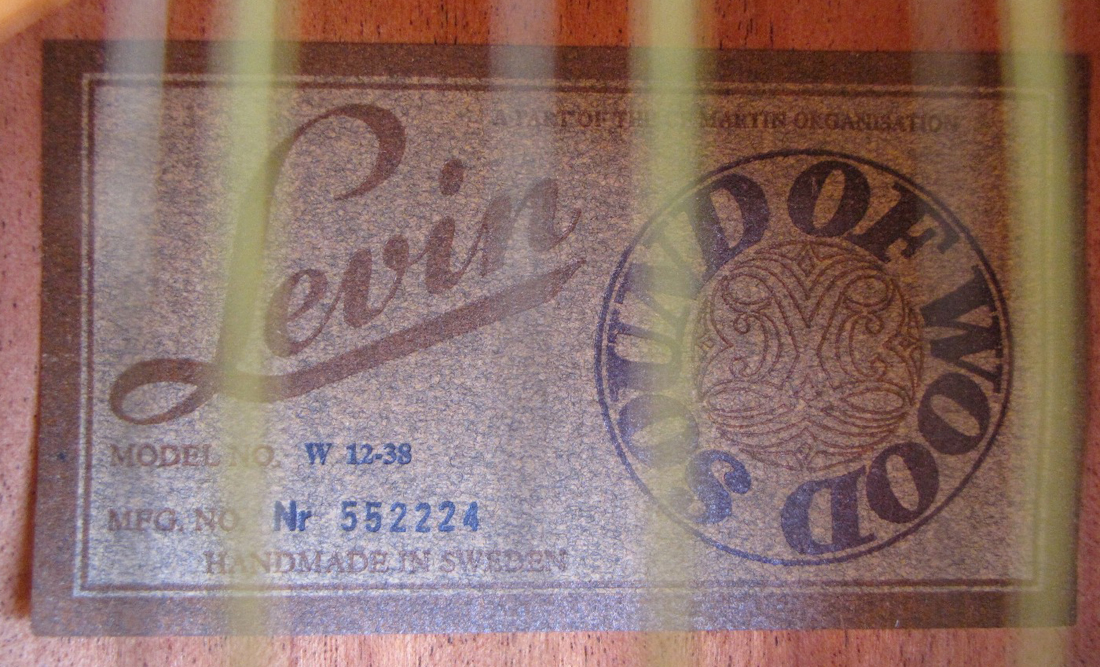 A PART OF THE CF MARTIN ORGANISATION
Levin
SOUND OF WOOD
MODEL NO. W 12-38
MFG. NO. Nr 552224
HANDMADE IN SWEDEN